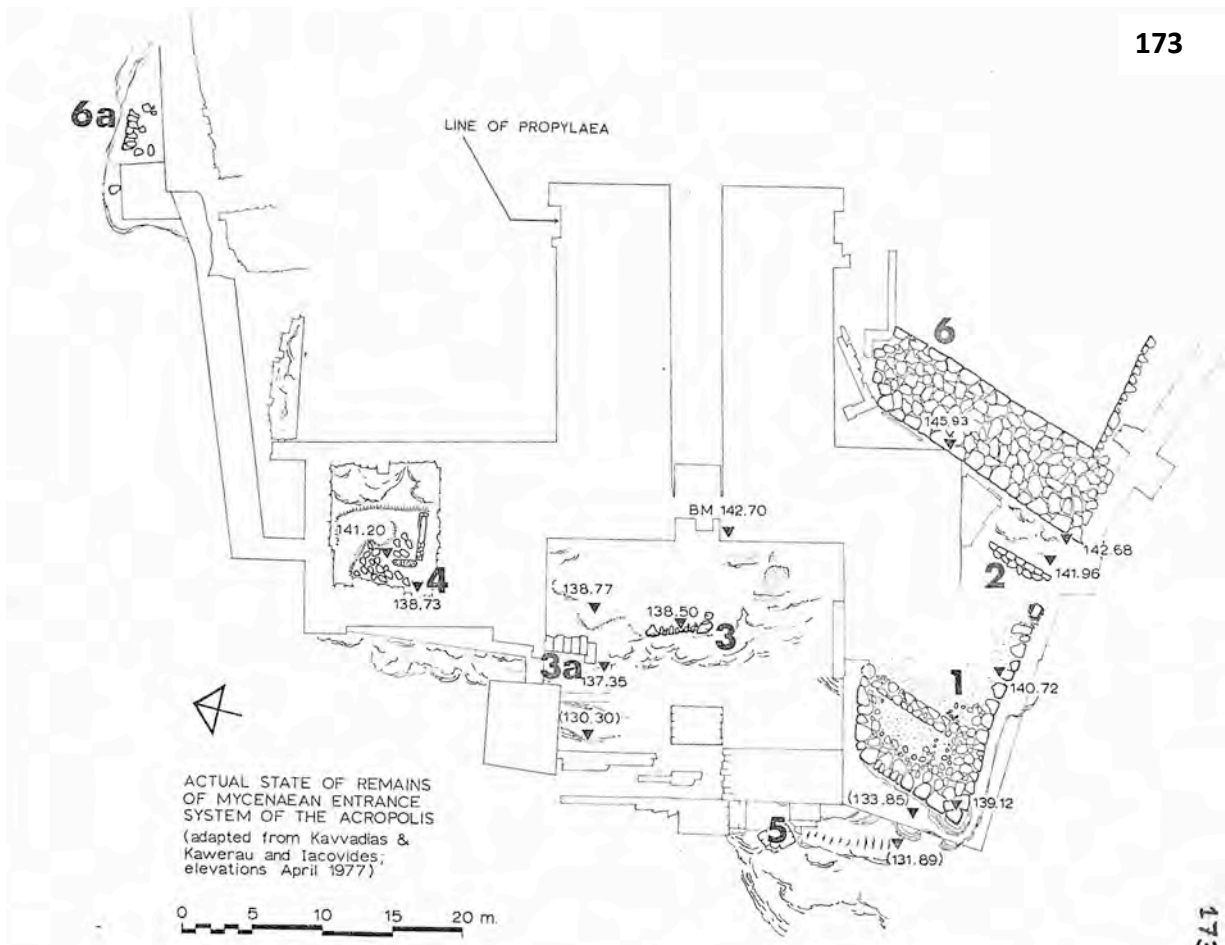 173
6a
LINE OF PROPYLAEA
6
145.93
BM 142.70
141.20
4
138.73
138.77
138.50
3
3a
137.35
(130.30)
142.68
2
141.96
1
140.72
(133.85)
139.12
5
(131.89)
ACTUAL STATE OF REMAINS
OF MYCENAEAN ENTRANCE
SYSTEM OF THE ACROPOLIS
(adapted from Kavvadias &
Kawerau and Iacovides;
elevations April 1977)
0 5 10 15 20 m.
173